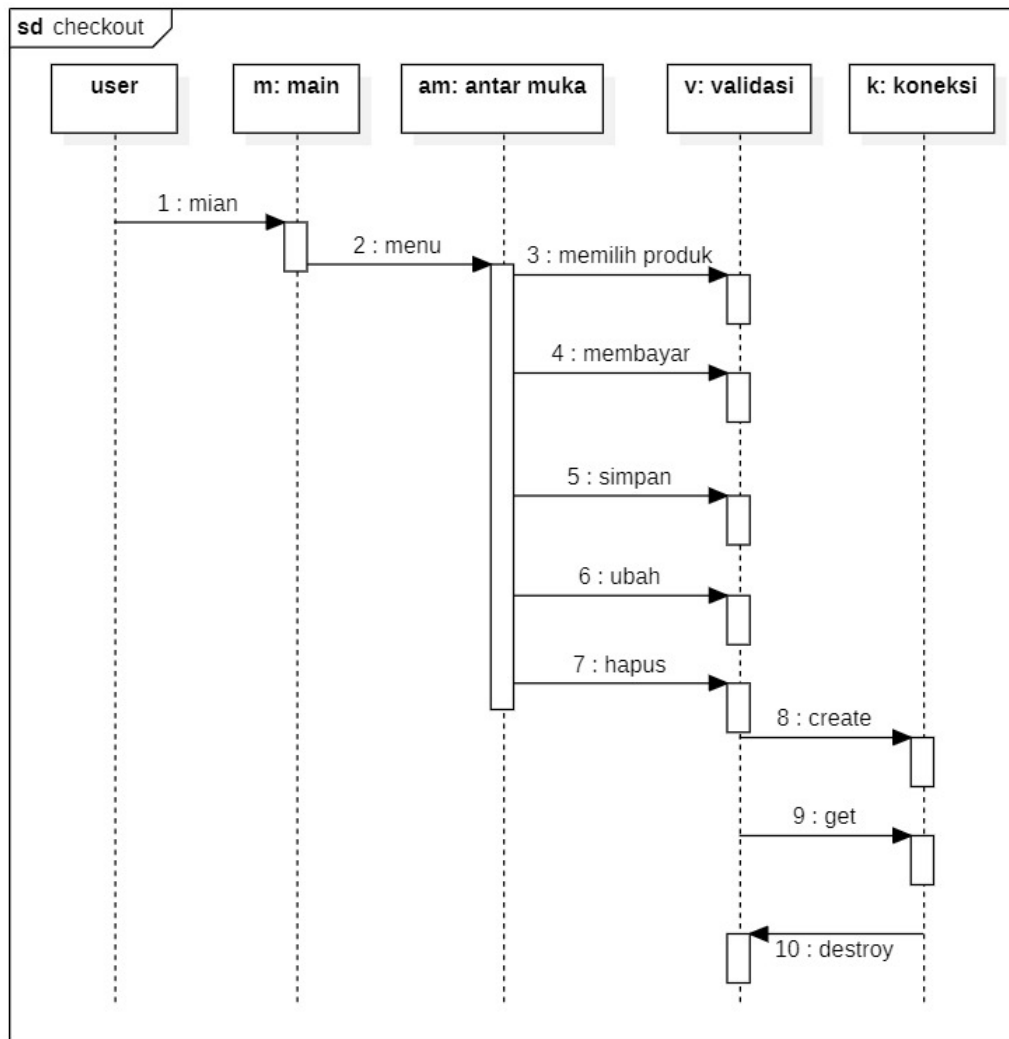 sd checkout
user
m: main
am: antar muka
v: validasi
k: koneksi
1 : mian
2 : menu
3 : memilih produk
4 : membayar
5 : simpan
6 : ubah
7 : hapus
8 : create
9 : get
10 : destroy